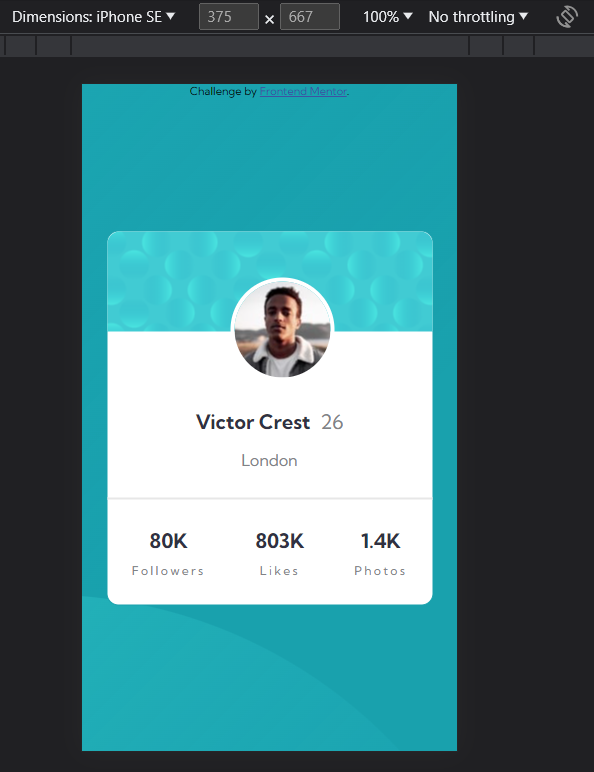 Dimensions: iPhone SE 375 × 667 100% No throttling
Challenge by Frontend Mentor.
Victor Crest 26
London
80K 803K 1.4K
Followers Likes Photos